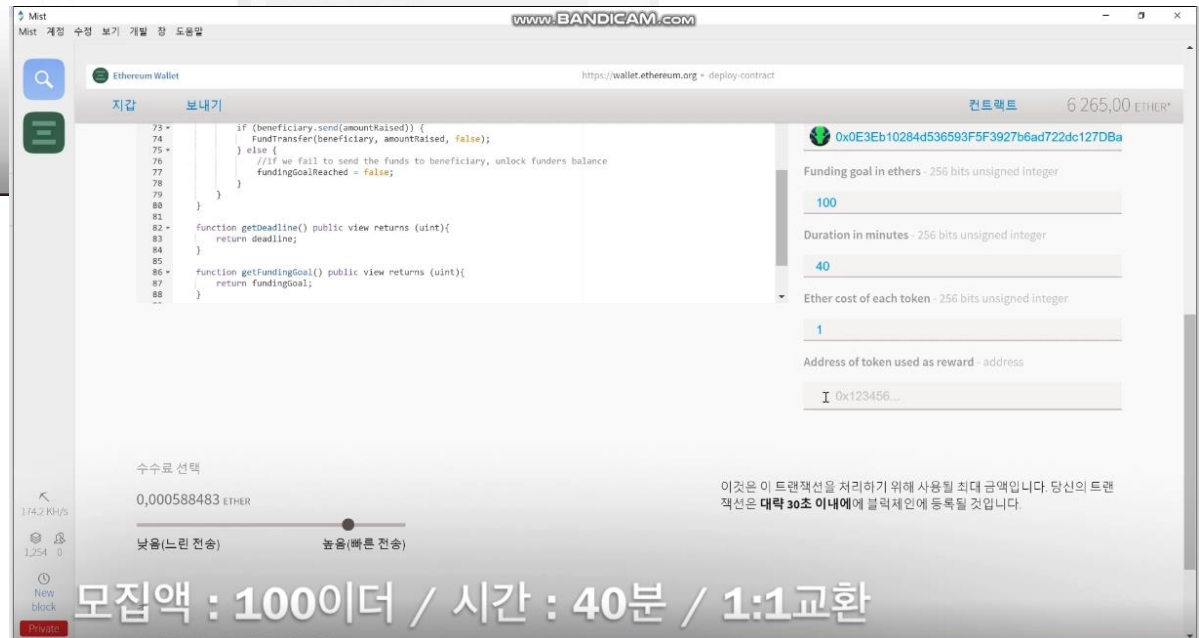 Mist
www.BANDICAM.com
Mist 계정 수정 보기 개발 창 도움말
Ethereum Wallet
https://wallet.ethereum.org • deploy-contract
지갑 보내기 컨트랙트 6 265,00 ETHER*
73 if (beneficiary.send(amountRaised)) {
74 FundTransfer(beneficiary, amountRaised, false);
75 } else {
76 //If we fail to send the funds to beneficiary, unlock funders balance
77 fundingGoalReached = false;
78 }
79 }
80 }
81
82 function getDeadline() public view returns (uint){
83 return deadline;
84 }
85
86 function getFundingGoal() public view returns (uint){
87 return fundingGoal;
88 }
0x0E3Eb10284d536593F5F3927b6ad722dc127DBa
Funding goal in ethers - 256 bits unsigned integer
100
Duration in minutes - 256 bits unsigned integer
40
Ether cost of each token - 256 bits unsigned integer
1
Address of token used as reward - address
0x123456...
수수료 선택
0,000588483 ETHER
낮음(느린 전송) 높음(빠른 전송)
이것은 이 트랜잭션을 처리하기 위해 사용될 최대 금액입니다. 당신의 트랜
잭션은 대략 30초 이내에에 블럭체인에 등록될 것입니다.
174.2 KH/s
1,254 0
New
block
Private
모집액 : 100이더 / 시간 : 40분 / 1:1교환